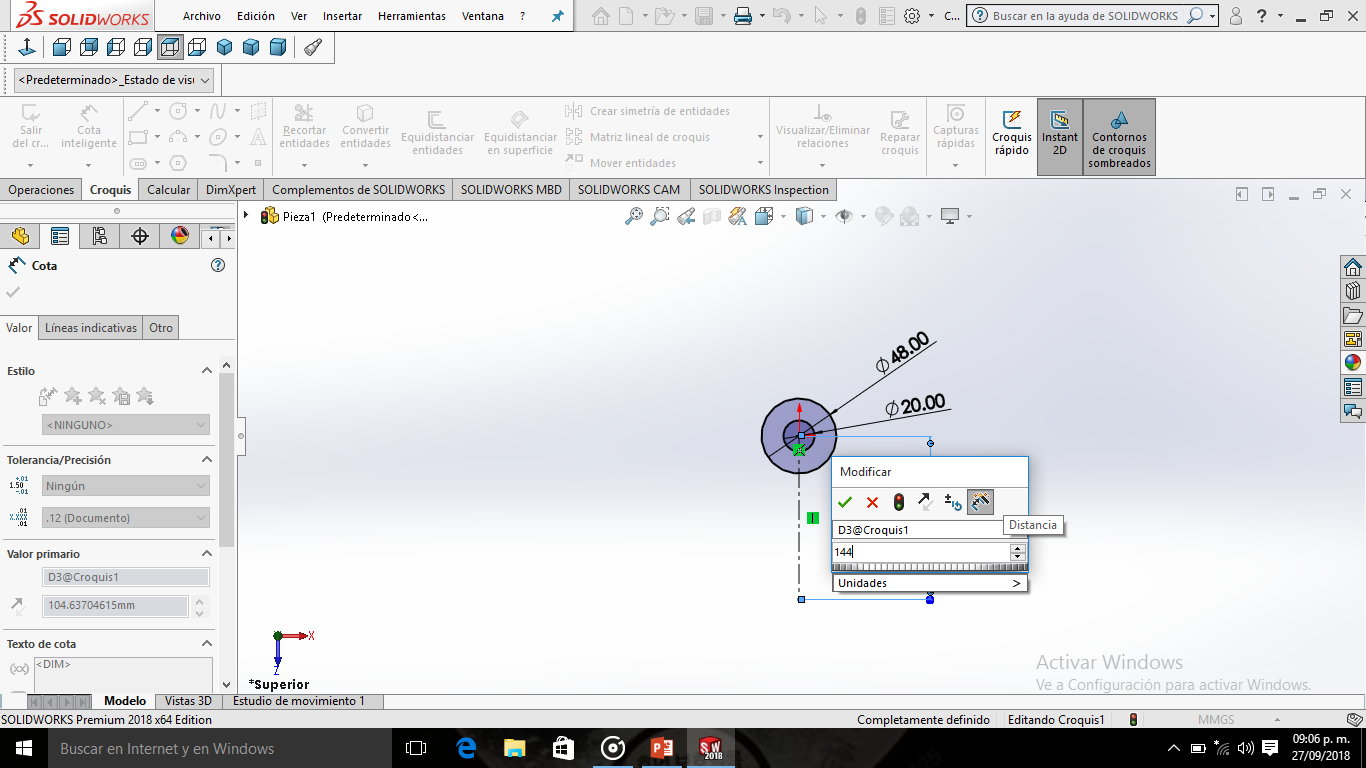 SOLIDWORKS
Archivo Edición Ver Insertar Herramientas Ventana ?
C... Buscar en la ayuda de SOLIDWORKS ?
<Predeterminado>_Estado de visu
Salir del cr...
Cota inteligente
Recortar entidades
Convertir entidades
Equidistanciar entidades
Equidistanciar en superficie
Crear simetría de entidades
Matriz lineal de croquis
Mover entidades
Visualizar/Eliminar relaciones
Reparar croquis
Capturas rápidas
Croquis rápido
Instant 2D
Contornos de croquis sombreados
Operaciones Croquis Calcular DimXpert Complementos de SOLIDWORKS SOLIDWORKS MBD SOLIDWORKS CAM SOLIDWORKS Inspection
Pieza1 (Predeterminado<...
Cota ?
Valor Líneas indicativas Otro
Estilo
<NINGUNO>
Tolerancia/Precisión
Ningún
.12 (Documento)
Valor primario
D3@Croquis1
104.63704615mm
Texto de cota
<DIM>
∅48.00
∅20.00
Modificar
Distancia
D3@Croquis1
144
Unidades >
X
Z
*Superior
Activar Windows
Ve a Configuración para activar Windows.
Modelo Vistas 3D Estudio de movimiento 1
SOLIDWORKS Premium 2018 x64 Edition Completamente definido Editando Croquis1 MMGS
Buscar en Internet y en Windows
SW 2018
09:06 p. m.
27/09/2018